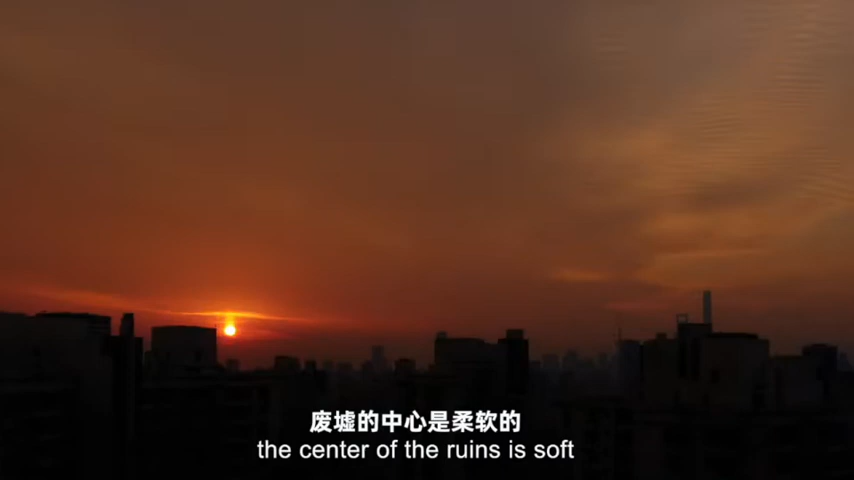 废墟的中心是柔软的
the center of the ruins is soft